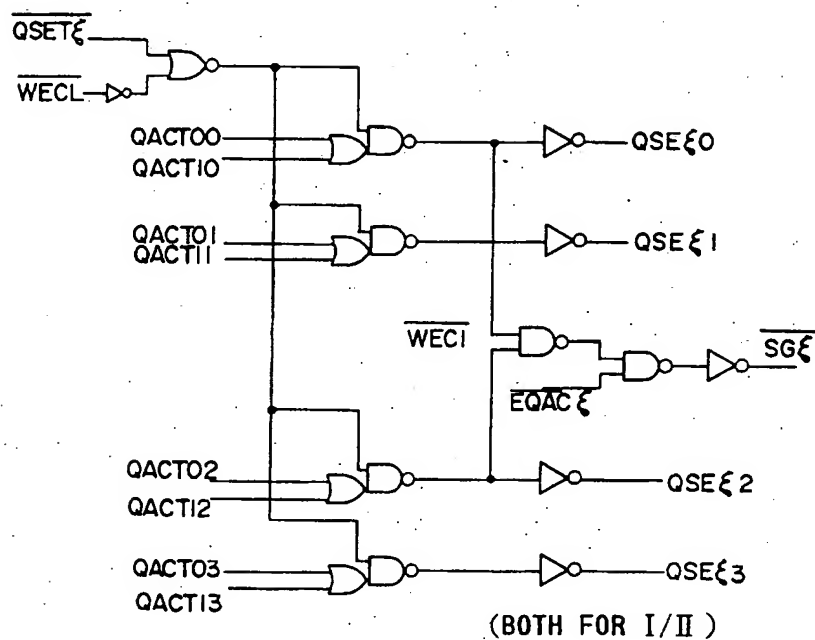 QSETξ
WECL
QACT00
QACT10
QSEξ0
QACT01
QACT11
QSEξ1
WEC1
SGξ
EQACξ
QACT02
QACT12
QSEξ2
QACT03
QACT13
QSEξ3
(BOTH FOR I/II)